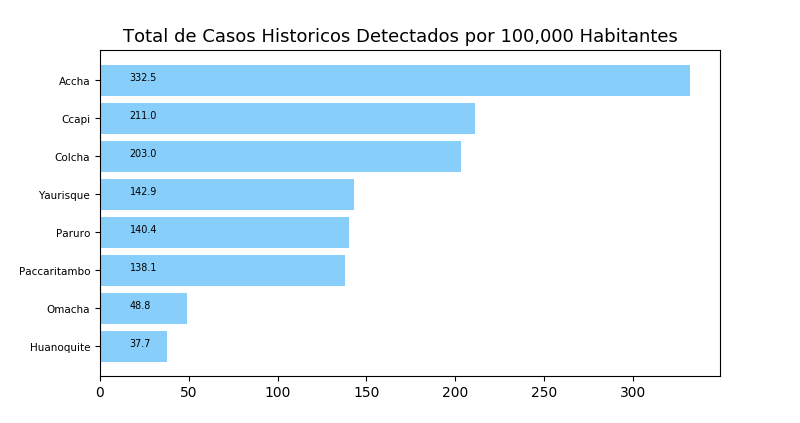 Total de Casos Historicos Detectados por 100,000 Habitantes
Accha 332.5
Ccapi 211.0
Colcha 203.0
Yaurisque 142.9
Paruro 140.4
Paccaritambo 138.1
Omacha 48.8
Huanoquite 37.7
0 50 100 150 200 250 300